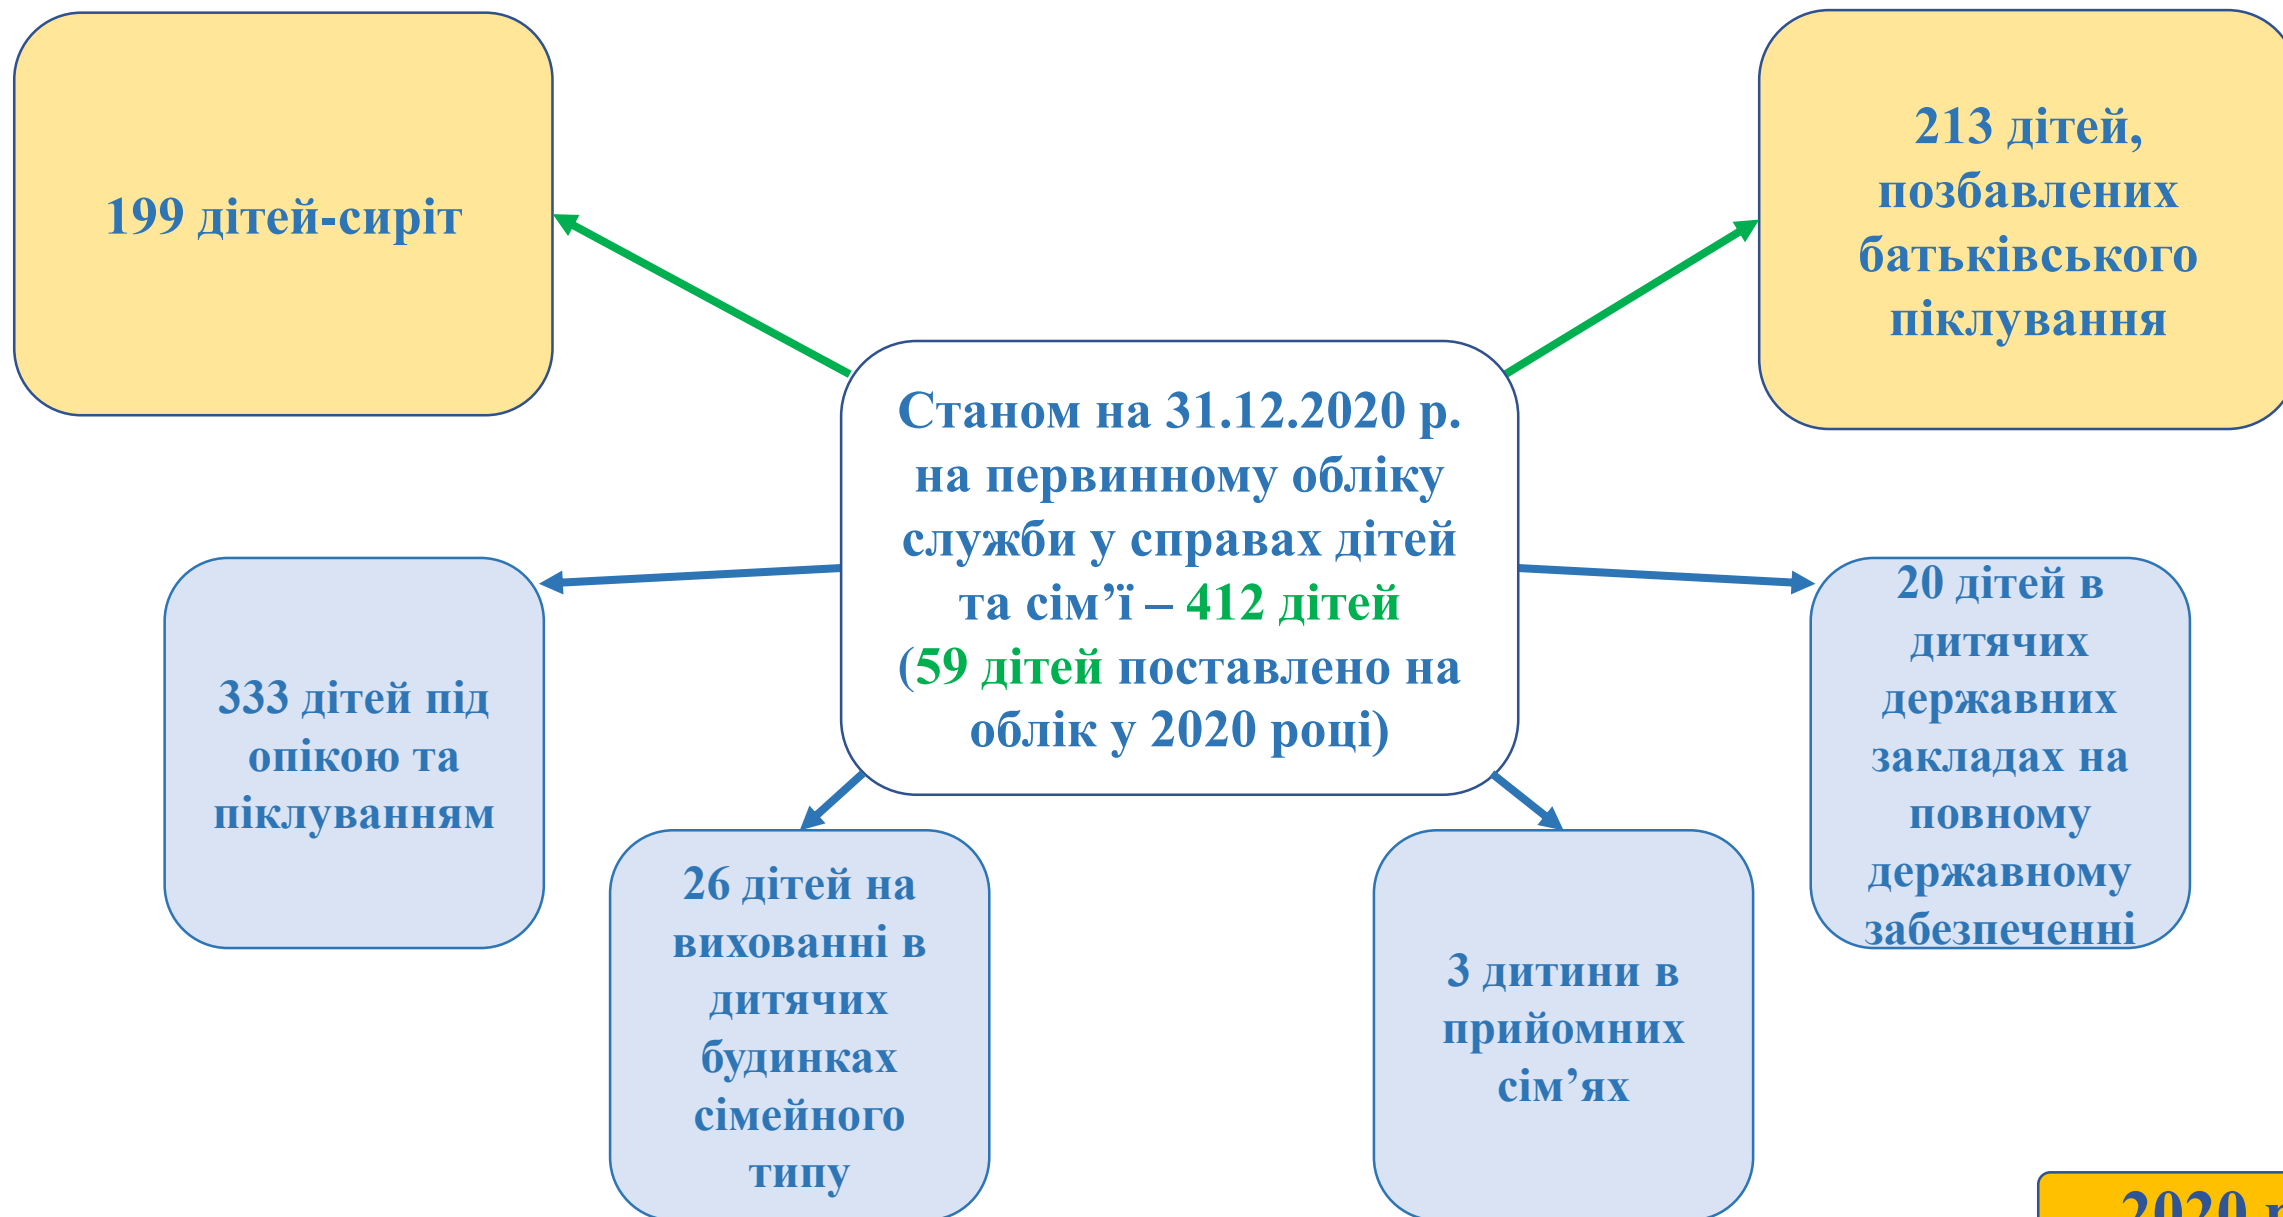 199 дітей-сиріт
213 дітей,
позбавлених
батьківського
піклування
Станом на 31.12.2020 р.
на первинному обліку
служби у справах дітей
та сім’ї – 412 дітей
(59 дітей поставлено на
облік у 2020 році)
333 дітей під
опікою та
піклуванням
26 дітей на
вихованні в
дитячих
будинках
сімейного
типу
3 дитини в
прийомних
сім’ях
20 дітей в
дитячих
державних
закладах на
повному
державному
забезпеченні
2020